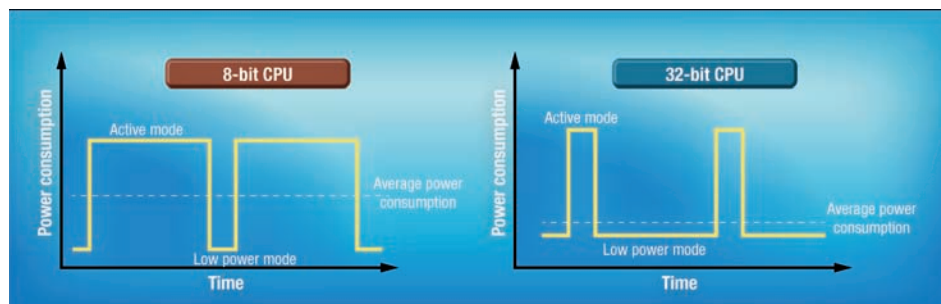 8-bit CPU
Power consumption
Active mode
Average power
consumption
Low power mode
Time
32-bit CPU
Power consumption
Active mode
Average power
consumption
Low power mode
Time